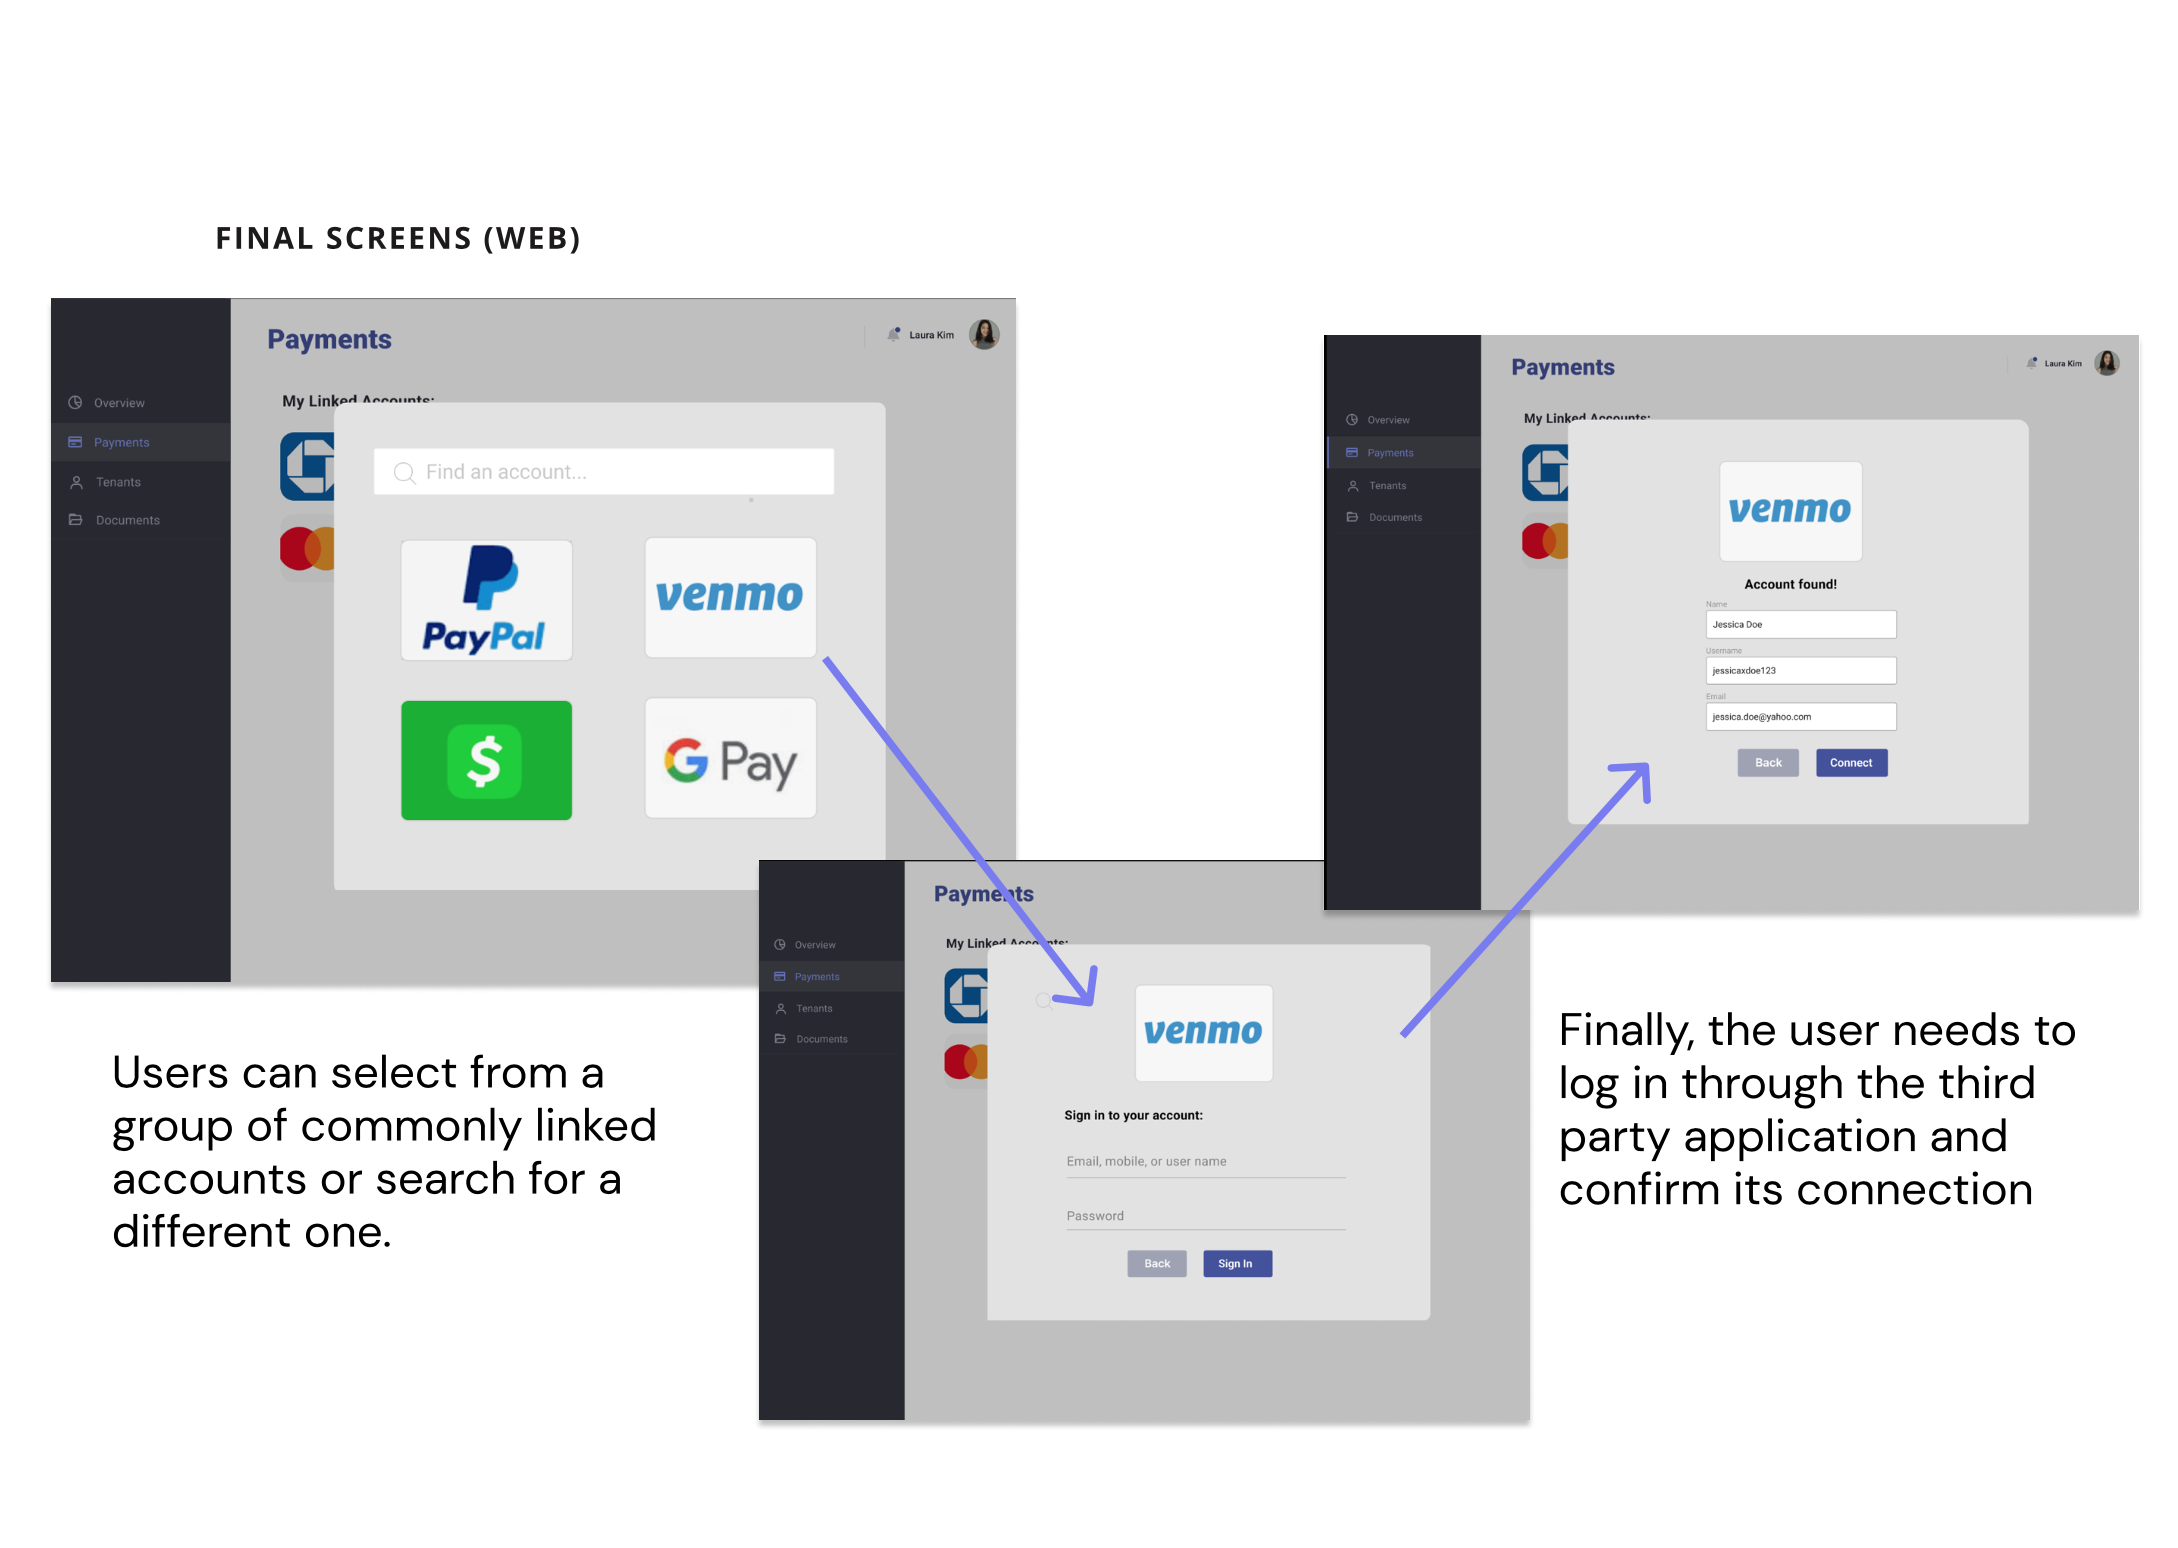 FINAL SCREENS (WEB)
Payments
Laura Kim
Overview
Payments
Tenants
Documents
My Linked Accounts:
Find an account...
PayPal
venmo
$
G Pay
Users can select from a
group of commonly linked
accounts or search for a
different one.
Payments
Overview
Payments
Tenants
Documents
My Linked Accounts:
venmo
Sign in to your account:
Email, mobile, or user name
Password
Back
Sign In
Payments
Laura Kim
Overview
Payments
Tenants
Documents
My Linked Accounts:
venmo
Account found!
Name
Jessica Doe
Username
jessicaxdoe123
Email
jessica.doe@yahoo.com
Back
Connect
Finally, the user needs to
log in through the third
party application and
confirm its connection